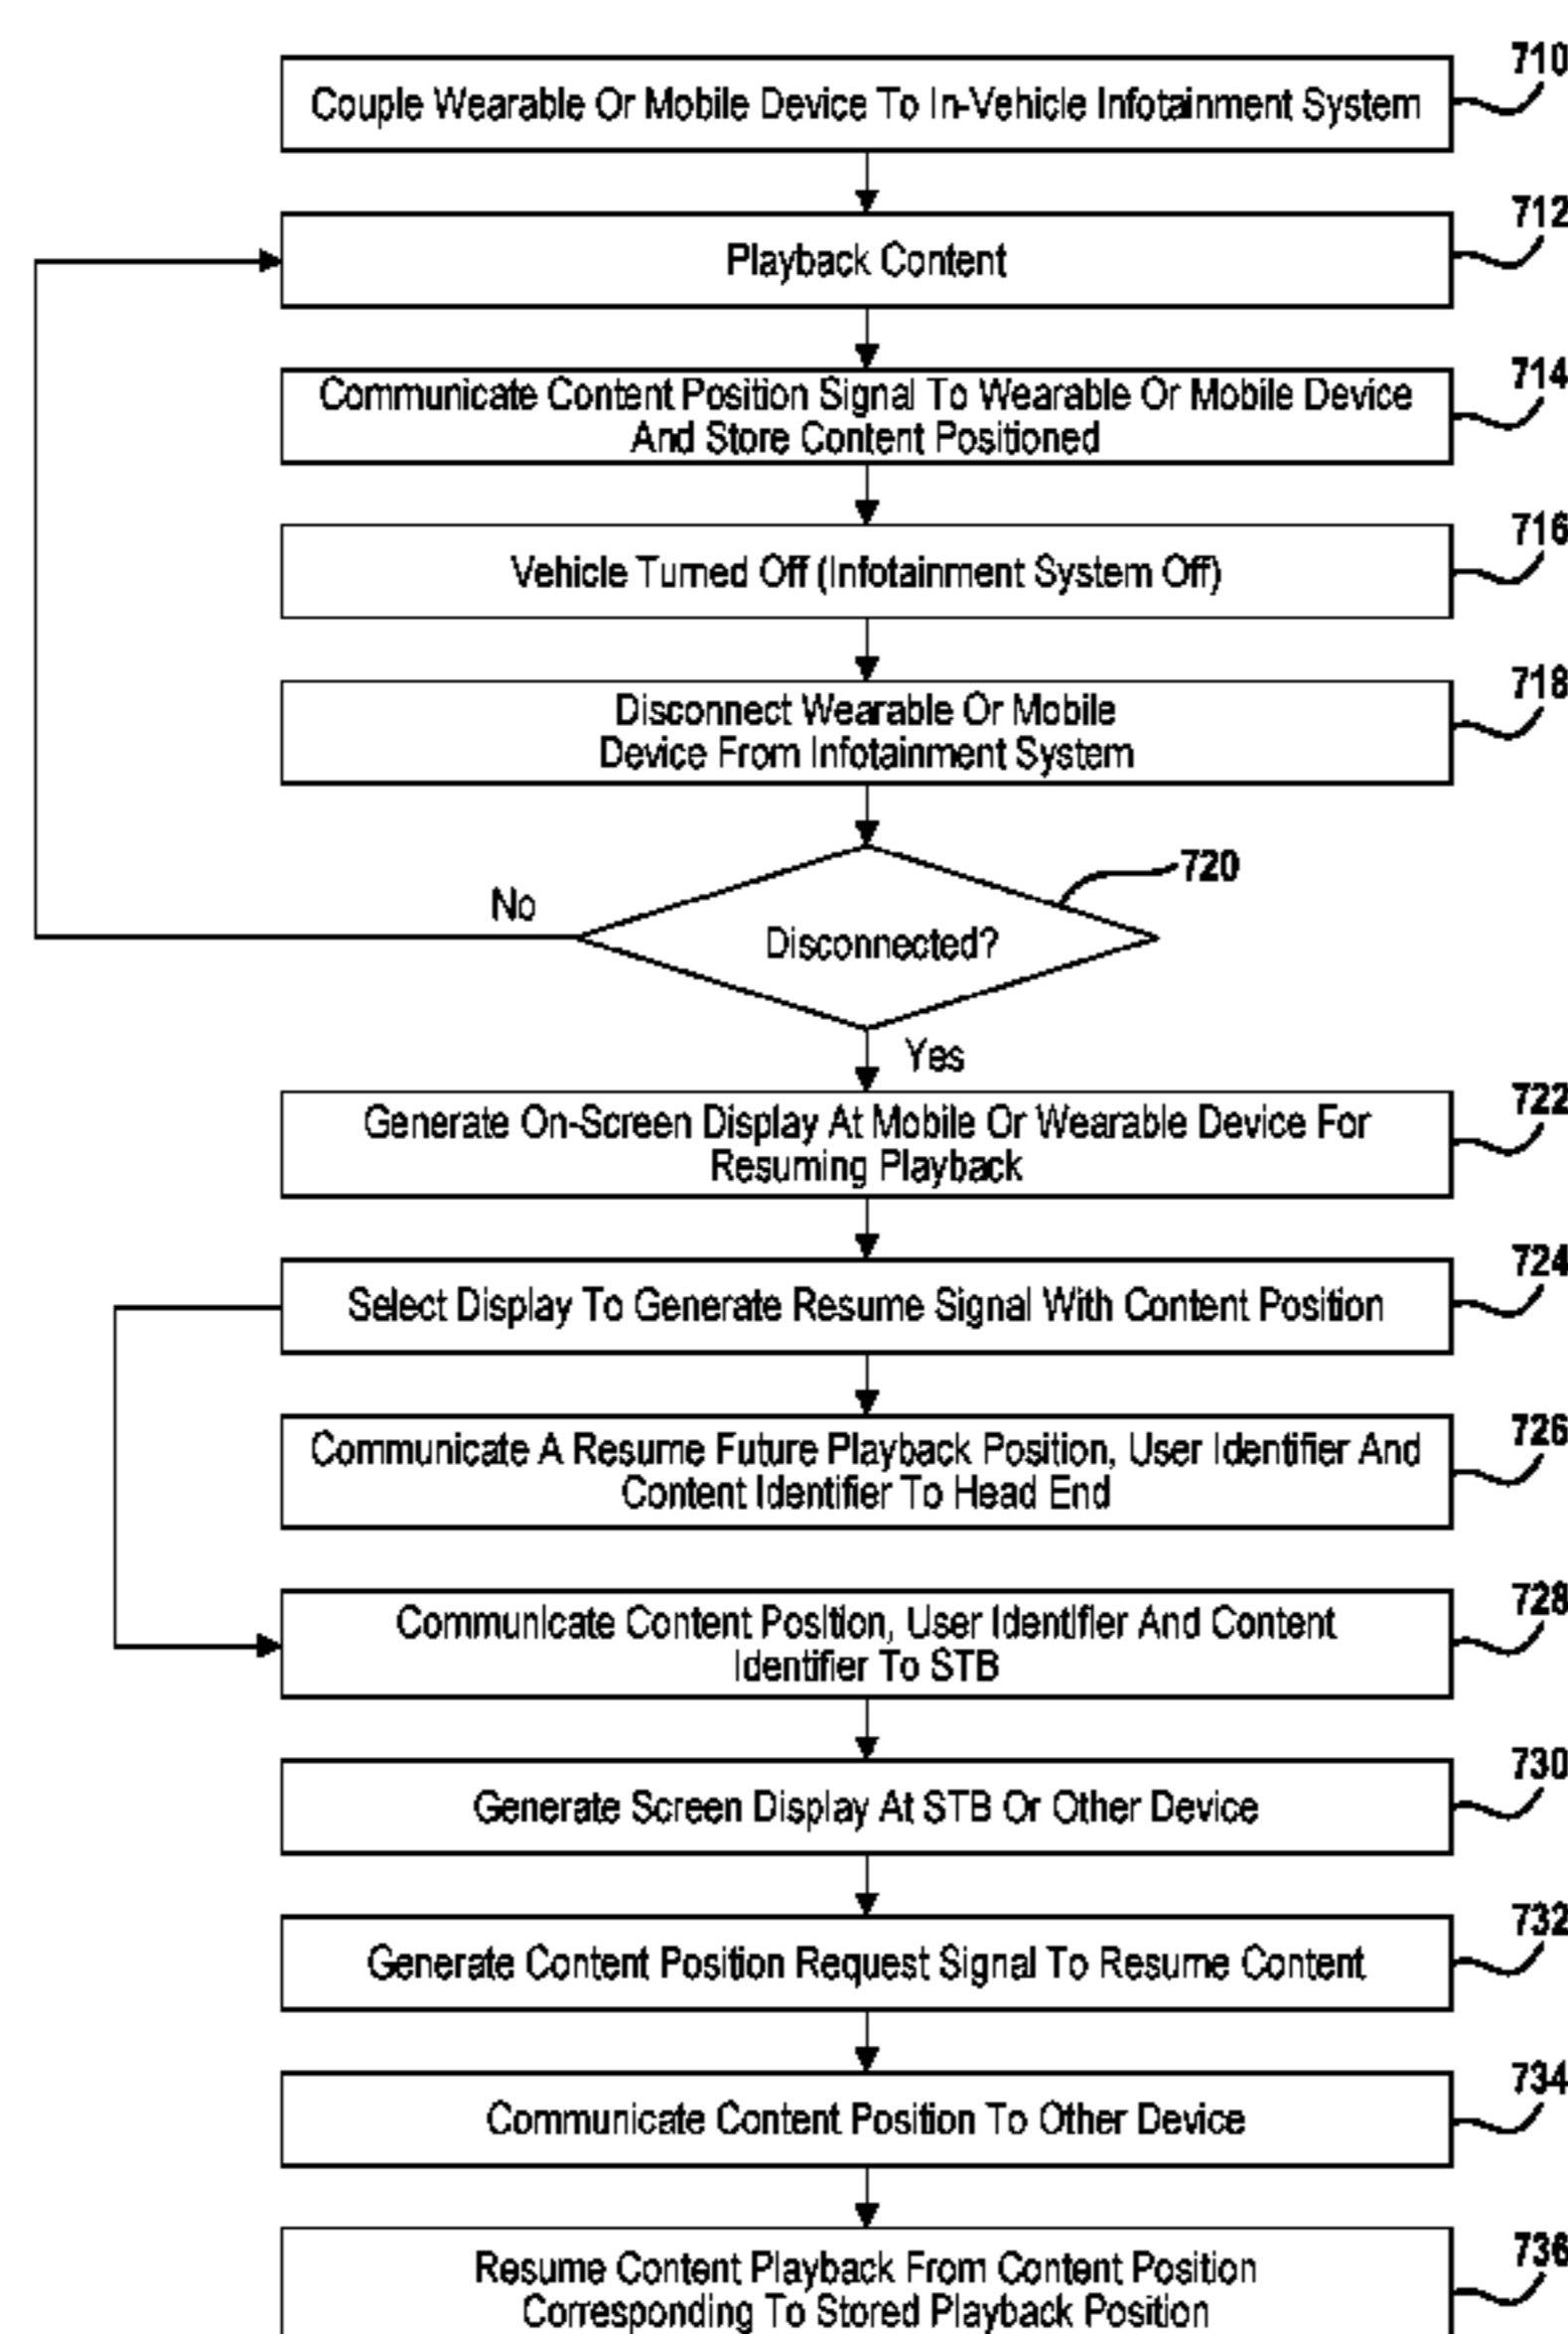 710
Couple Wearable Or Mobile Device To In-Vehicle Infotainment System
712
Playback Content
714
Communicate Content Position Signal To Wearable Or Mobile Device
And Store Content Positioned
716
Vehicle Turned Off (Infotainment System Off)
718
Disconnect Wearable Or Mobile
Device From Infotainment System
720
No
Disconnected?
Yes
722
Generate On-Screen Display At Mobile Or Wearable Device For
Resuming Playback
724
Select Display To Generate Resume Signal With Content Position
726
Communicate A Resume Future Playback Position, User Identifier And
Content Identifier To Head End
728
Communicate Content Position, User Identifier And Content
Identifier To STB
730
Generate Screen Display At STB Or Other Device
732
Generate Content Position Request Signal To Resume Content
734
Communicate Content Position To Other Device
736
Resume Content Playback From Content Position
Corresponding To Stored Playback Position